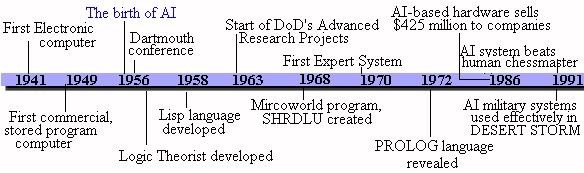 The birth of AI
First Electronic
computer
Dartmouth
conference
Start of DoD's Advanced
Research Projects
First Expert System
AI-based hardware sells
$425 million to companies
AI system beats
human chessmaster
1941 1949 1956 1958 1963 1968 1970 1972 1986 1991
First commercial,
stored program
computer
Logic Theorist developed
Lisp language
developed
Mircoworld program,
SHRDLU created
PROLOG language
revealed
AI military systems
used effectively in
DESERT STORM